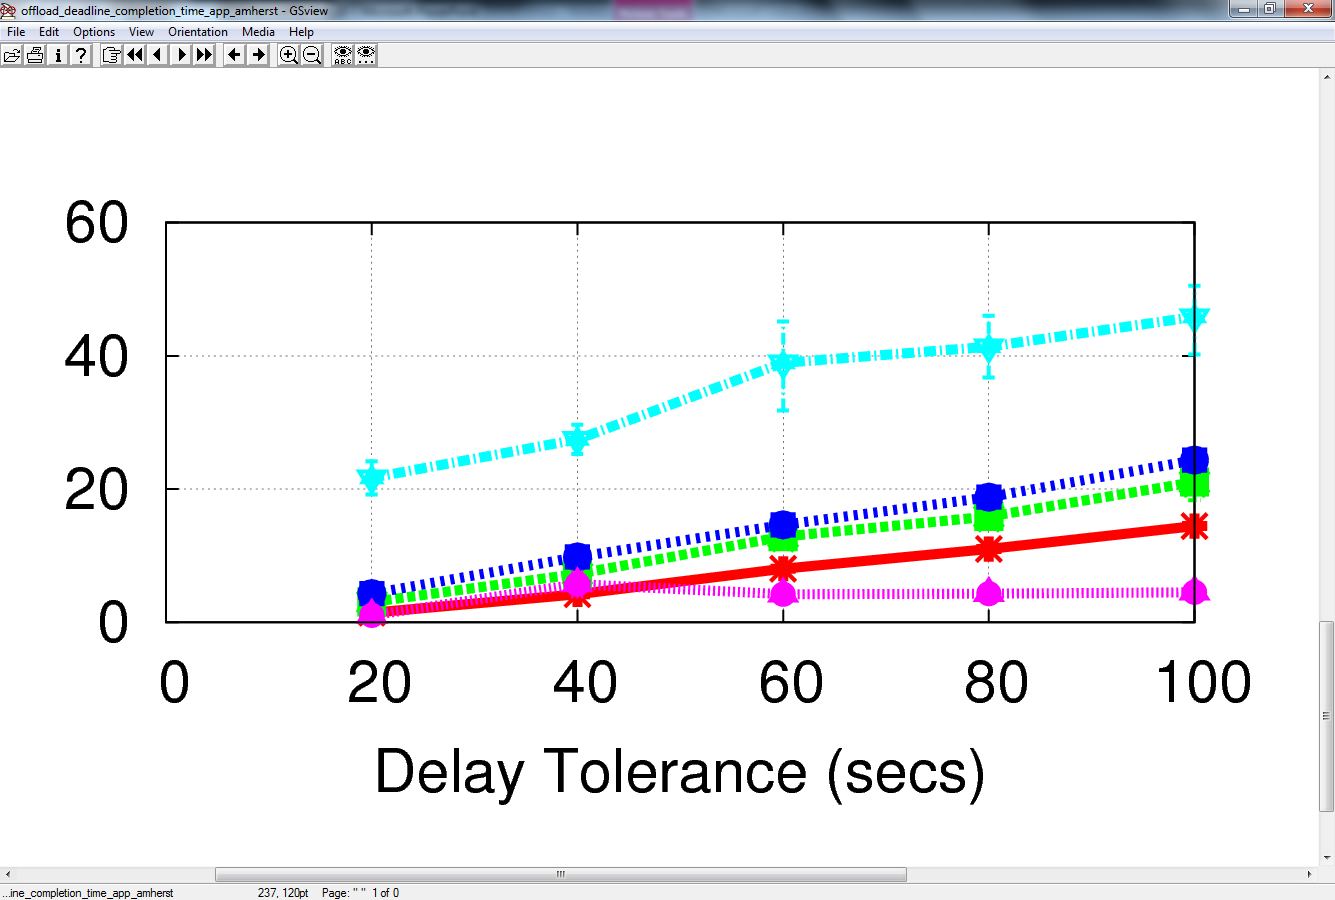 offload_deadline_completion_time_app_amherst - GSview
File Edit Options View Orientation Media Help
i ? ABC
60
40
20
0
0 20 40 60 80 100
Delay Tolerance (secs)
...ine_completion_time_app_amherst 237, 120pt Page: " " 1 of 0